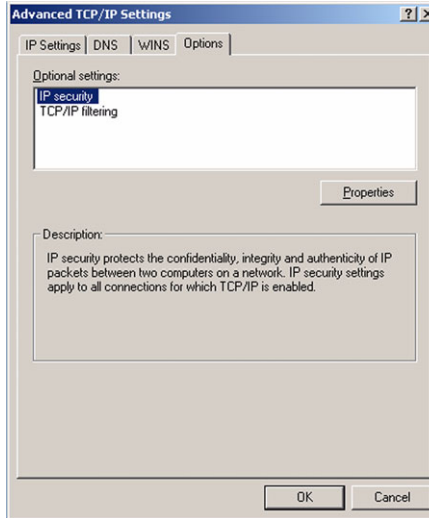 Advanced TCP/IP Settings
IP Settings DNS WINS Options
Optional settings:
IP security
TCP/IP filtering
Properties
Description:
IP security protects the confidentiality, integrity and authenticity of IP
packets between two computers on a network. IP security settings
apply to all connections for which TCP/IP is enabled.
OK Cancel